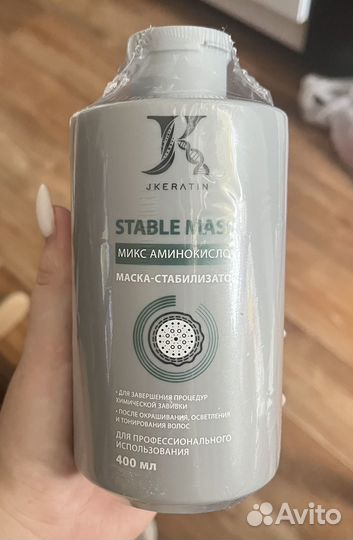 JKERATIN
STABLE MAS
МИКС АМИНОКИСЛО
МАСКА-СТАБИЛИЗАТО
• ДЛЯ ЗАВЕРШЕНИЯ ПРОЦЕДУР
ХИМИЧЕСКОЙ ЗАВИВКИ
• ПОСЛЕ ОКРАШИВАНИЯ, ОСВЕТЛЕНИЯ
И ТОНИРОВАНИЯ ВОЛОС
ДЛЯ ПРОФЕССИОНАЛЬНОГО
ИСПОЛЬЗОВАНИЯ
400 МЛ
Avito